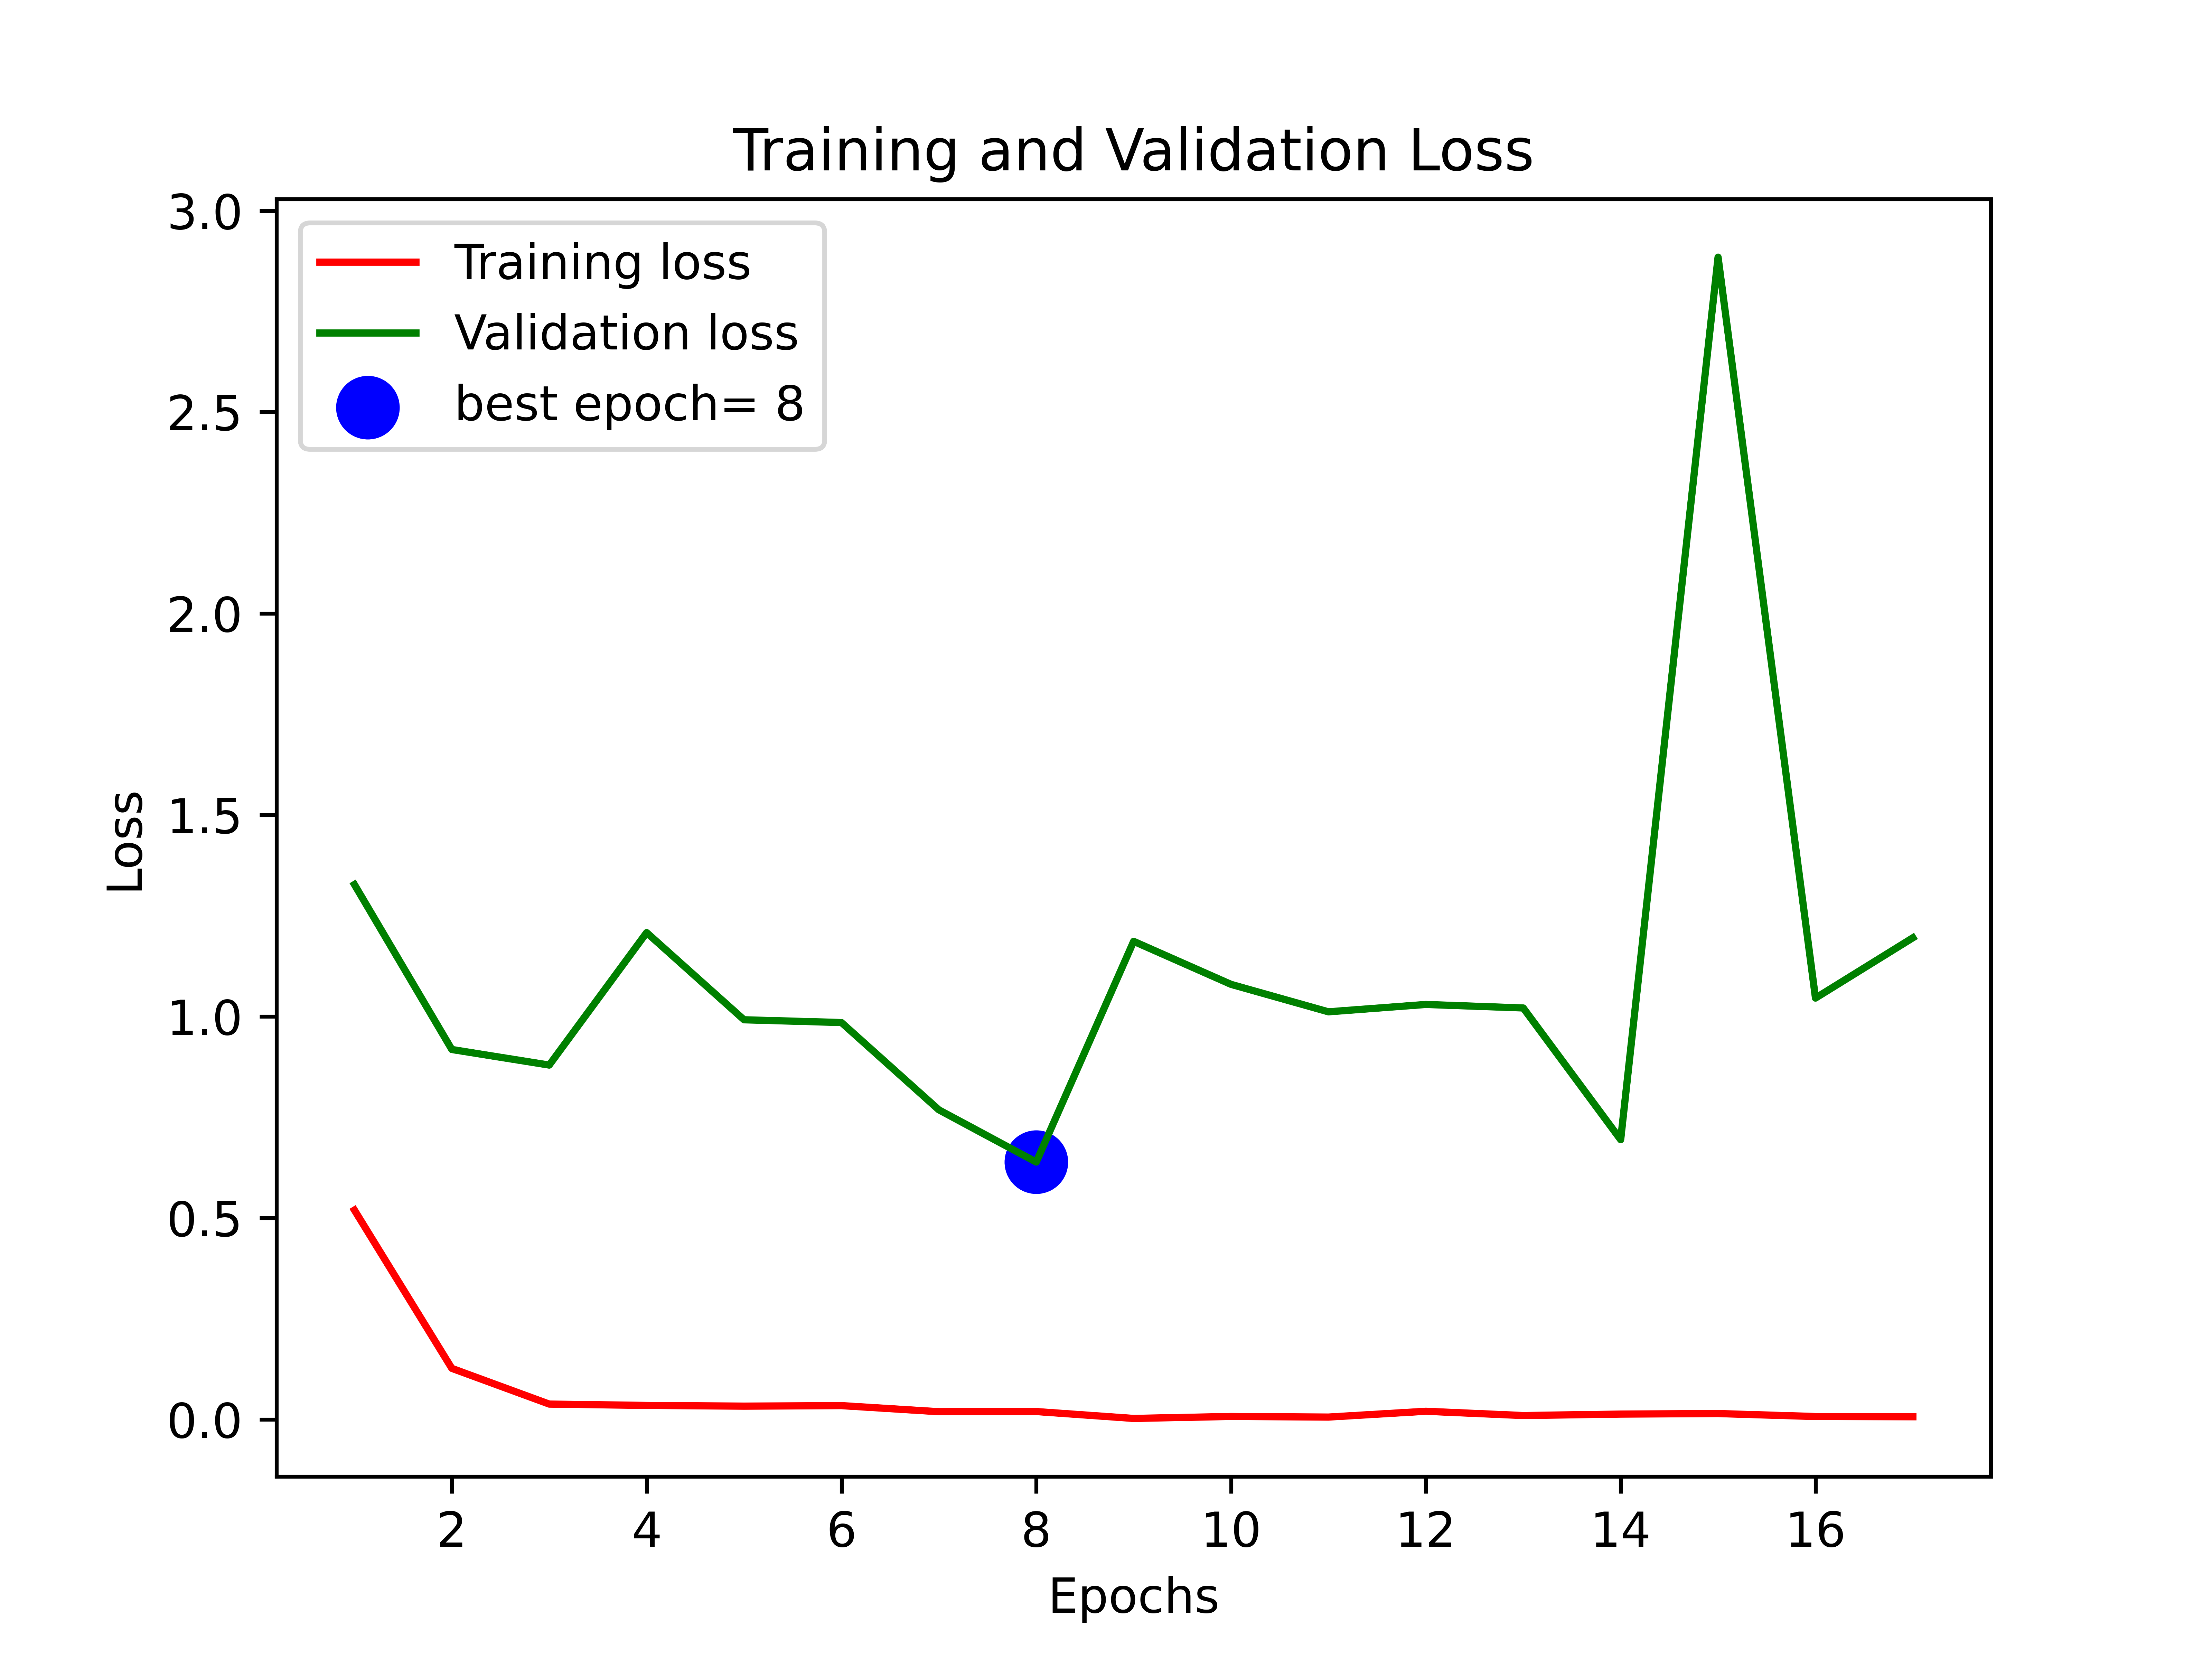 Training and Validation Loss
3.0
2.5
2.0
1.5
1.0
0.5
0.0
Loss
Training loss
Validation loss
best epoch= 8
2 4 6 8 10 12 14 16
Epochs